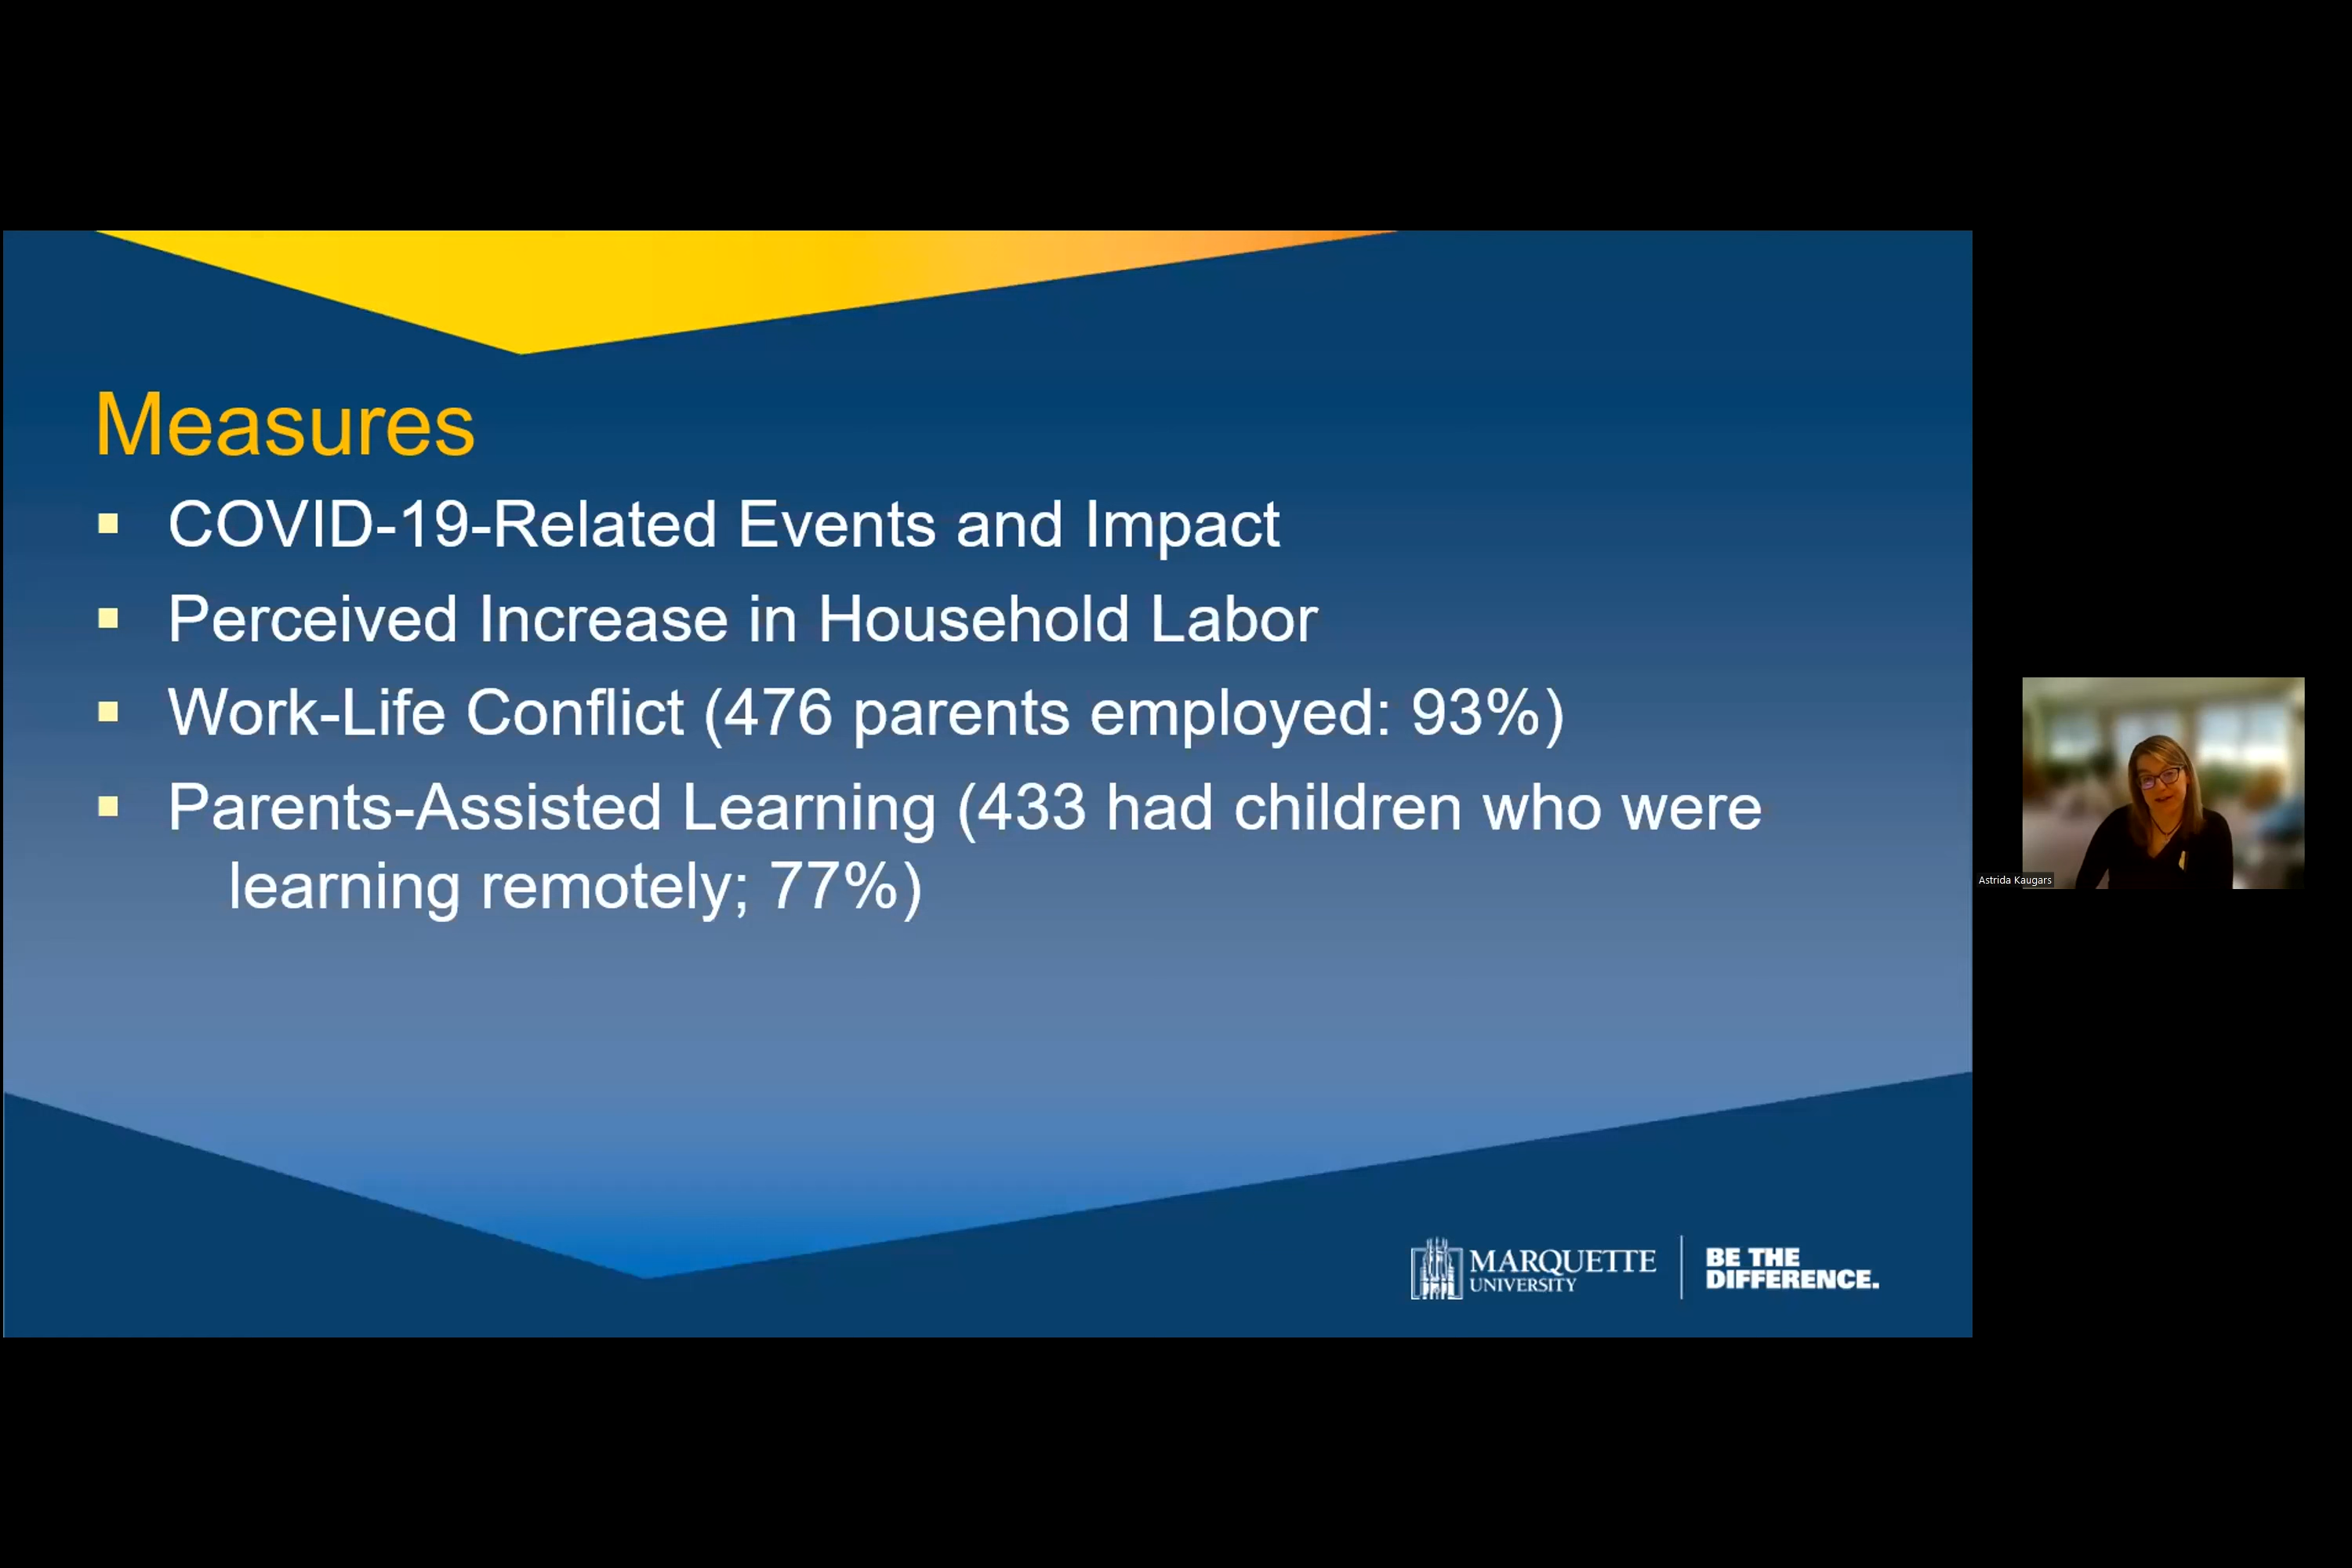 Measures
COVID-19-Related Events and Impact
Perceived Increase in Household Labor
Work-Life Conflict (476 parents employed: 93%)
Parents-Assisted Learning (433 had children who were
learning remotely; 77%)
Astrida Kaugars
MARQUETTE
UNIVERSITY
BE THE
DIFFERENCE.